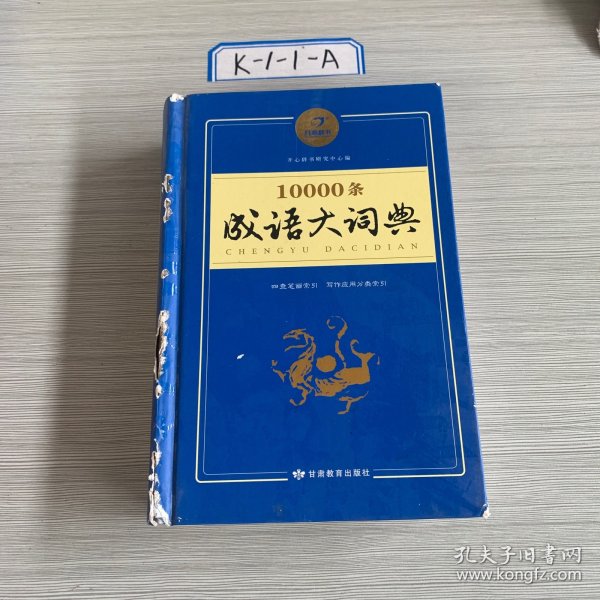 K-1-1-A
开心辞书
开心辞书研究中心编
10000条
成语大词典
CHENGYU DACIDIAN
四叠笔画索引 写作应用分类索引
甘肃教育出版社
孔夫子旧书网
www.kongfz.com